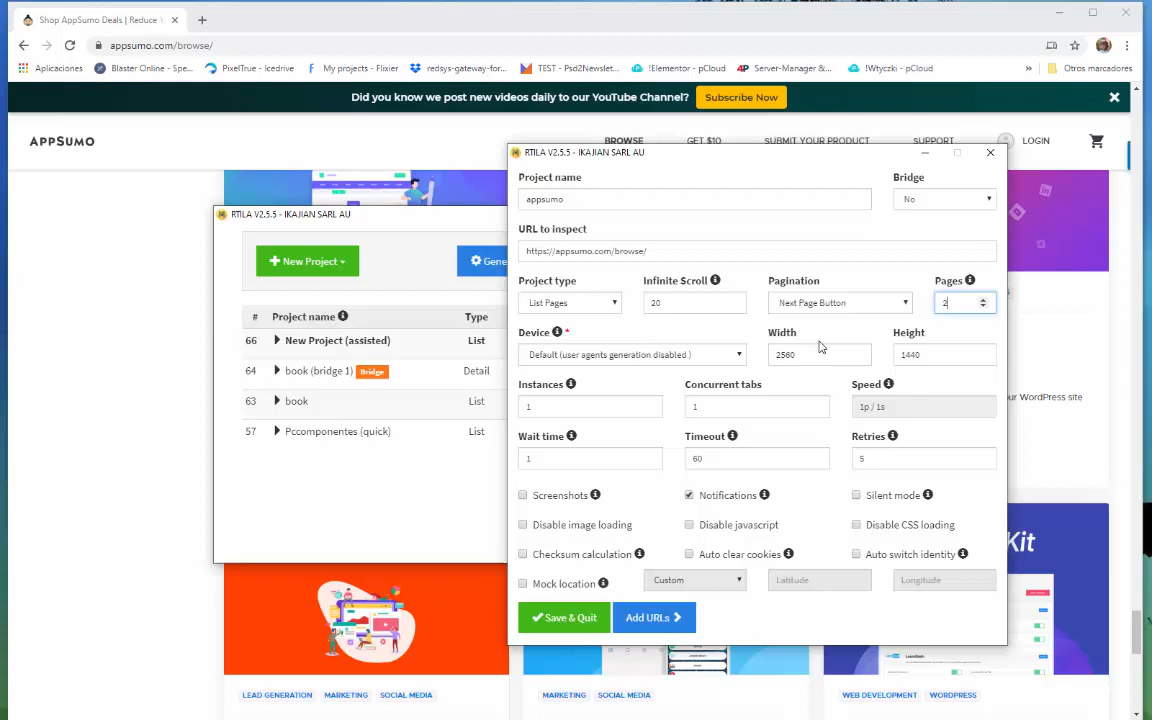 Shop AppSumo Deals | Reduce
appsumo.com/browse/
Aplicaciones
Blaster Online - Spe...
PixelTrue - Icedrive
My projects - Flixier
redsys-gateway-for...
TEST - Psd2Newslet...
!Elementor - pCloud
4P Server-Manager &...
!Wtyczki - pCloud
» Otros marcadores
Did you know we post new videos daily to our YouTube Channel? Subscribe Now
APPSUMO
BROWSE
GET $10
SUBMIT YOUR PRODUCT
SUPPORT
LOGIN
RTILA V2.5.5 - IKAJIAN SARL AU
New Project
Gene
# Project name Type
66 New Project (assisted) List
64 book (bridge 1) Bridge Detail
63 book List
57 Pccomponentes (quick) List
RTILA V2.5.5 - IKAJIAN SARL AU
Project name Bridge
appsumo No
URL to inspect
https://appsumo.com/browse/
Project type Infinite Scroll Pagination Pages
List Pages 20 Next Page Button 2
Device * Width Height
Default (user agents generation disabled ) 2560 1440
Instances Concurrent tabs Speed
1 1 1p / 1s
Wait time Timeout Retries
1 60 5
Screenshots Notifications Silent mode
Disable image loading Disable javascript Disable CSS loading
Checksum calculation Auto clear cookies Auto switch identity
Mock location Custom Latitude Longitude
Save & Quit Add URLs
our WordPress site
Kit
LEAD GENERATION MARKETING SOCIAL MEDIA
MARKETING SOCIAL MEDIA
WEB DEVELOPMENT WORDPRESS